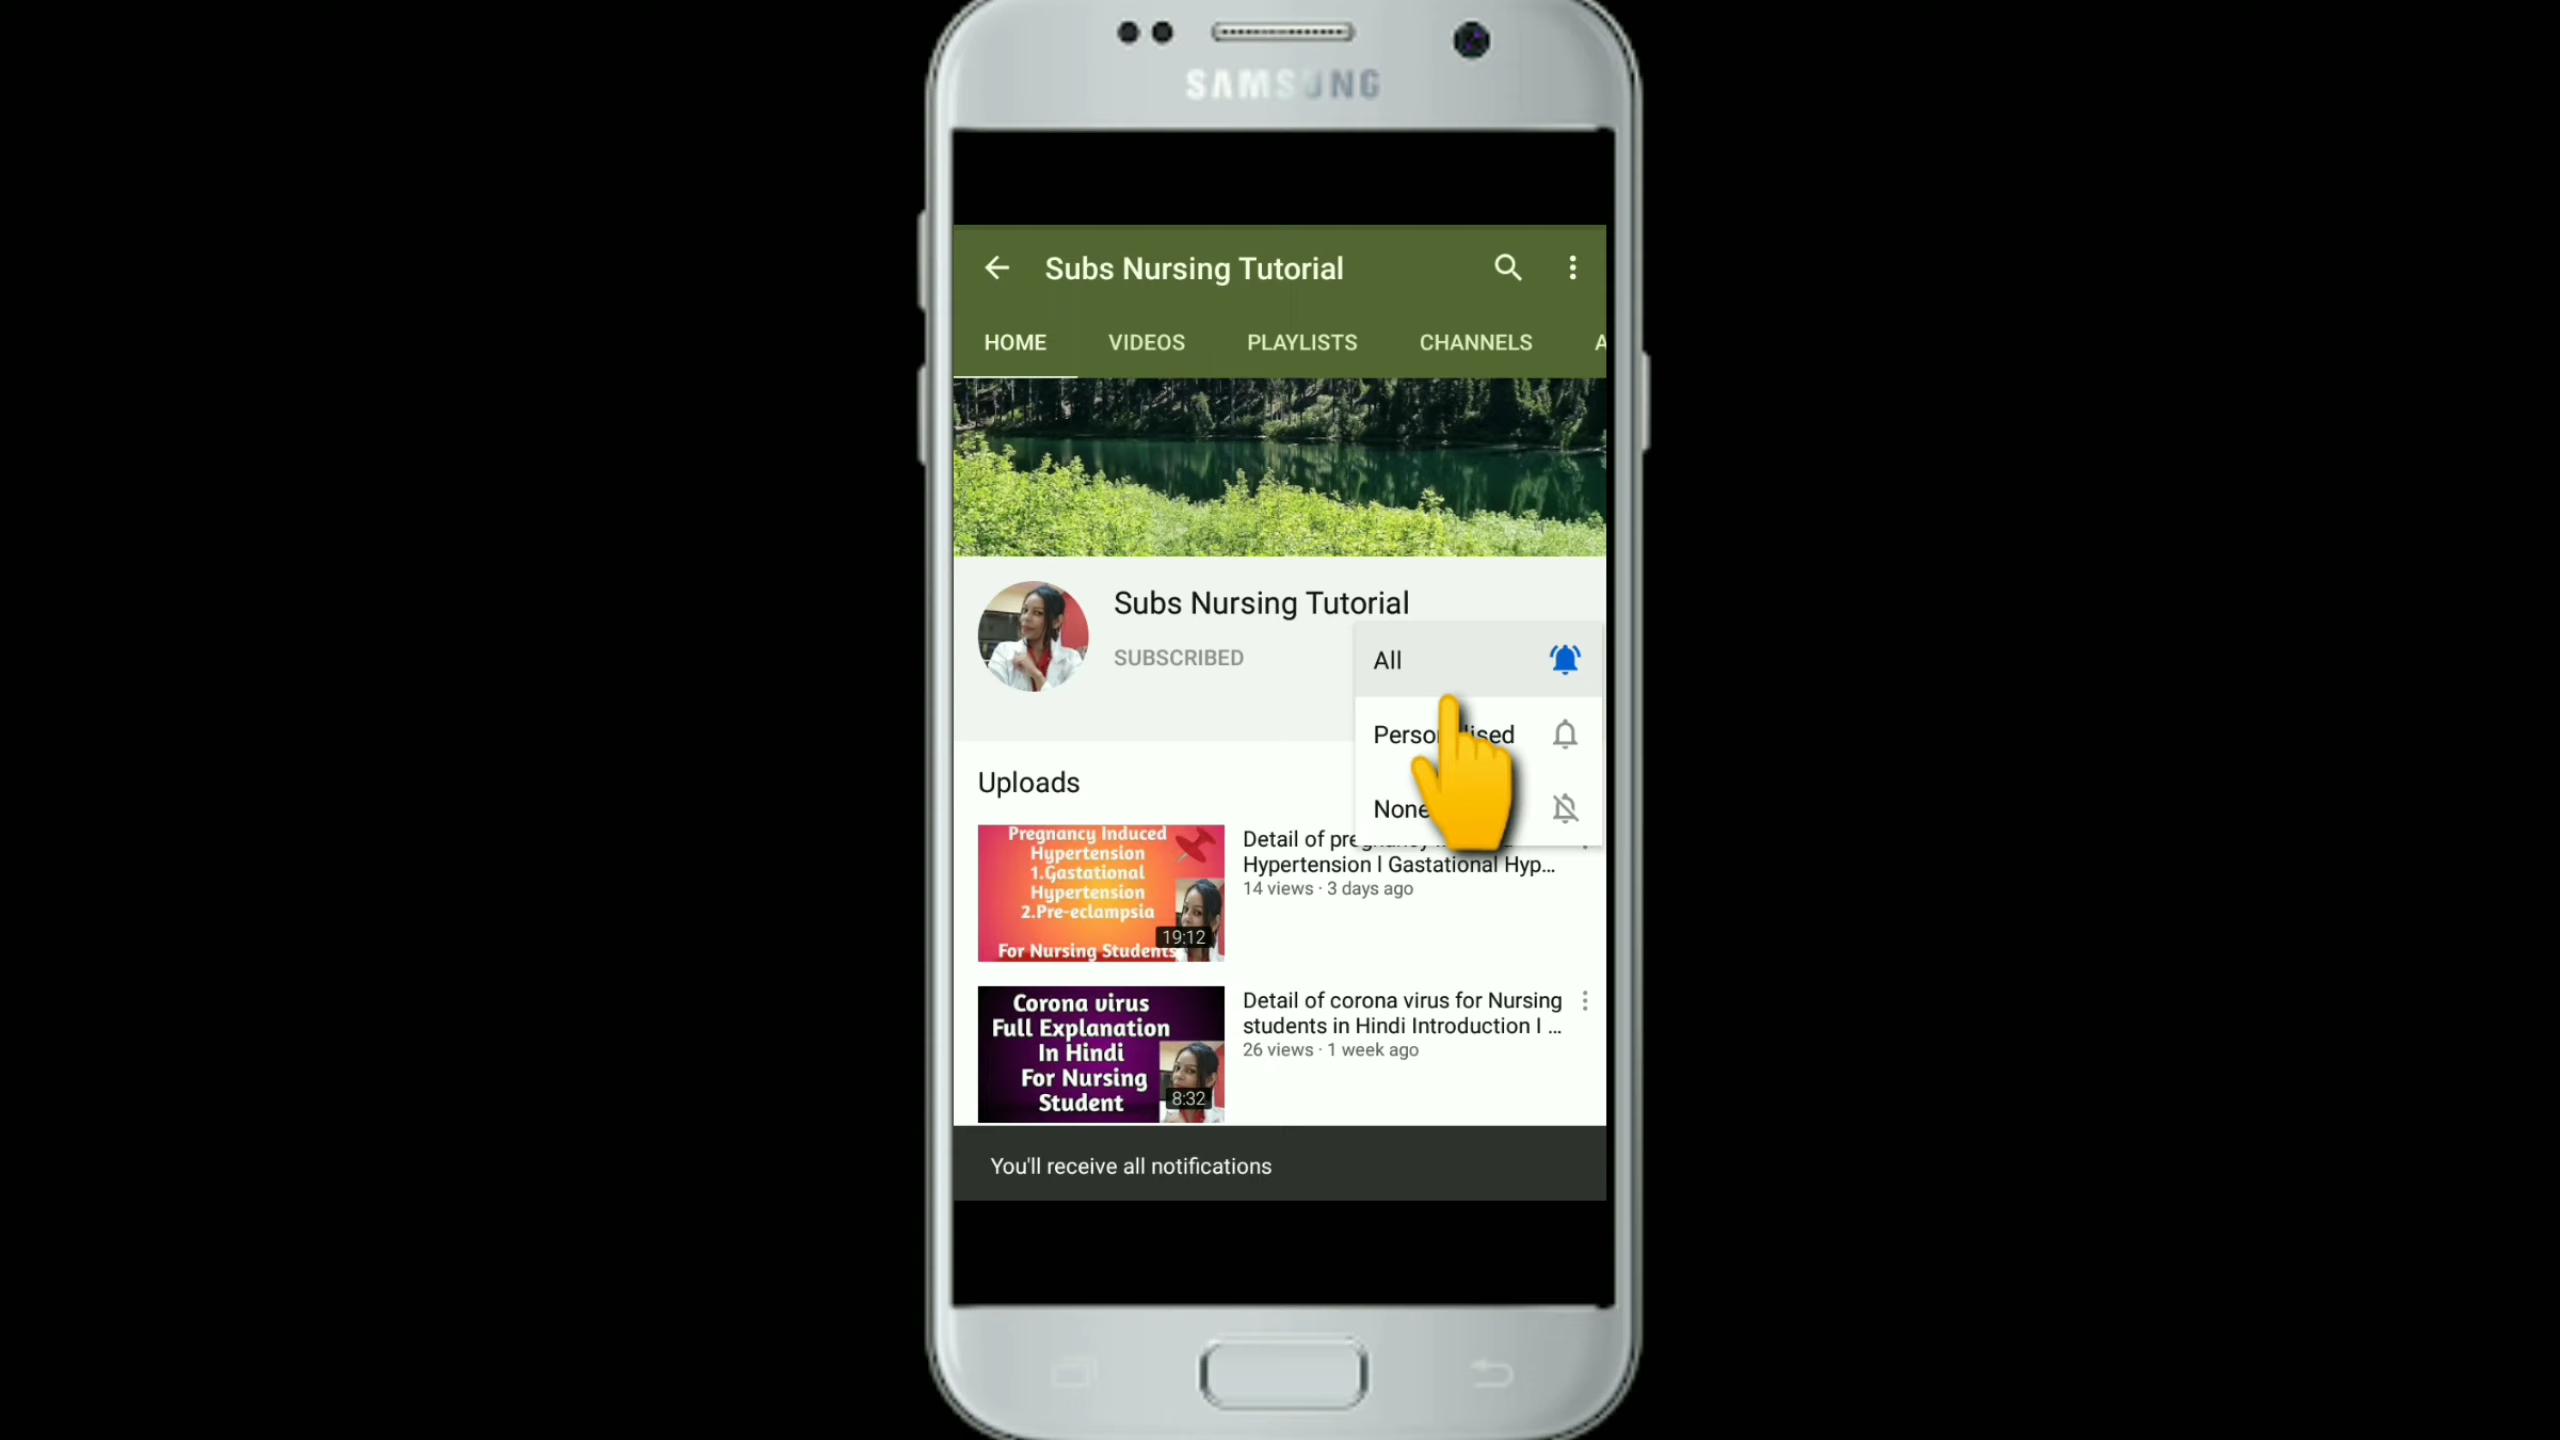 SAMSUNG
Subs Nursing Tutorial
HOME VIDEOS PLAYLISTS CHANNELS A
Subs Nursing Tutorial
SUBSCRIBED
All
None
Uploads
Pregnancy Induced
Hypertension
1.Gastational
Hypertension
2.Pre-eclampsia
For Nursing Students
19:12
Detail of
Hypertension I Gastational Hyp...
14 views · 3 days ago
Corona virus
Full Explanation
In Hindi
For Nursing
Student
8:32
Detail of corona virus for Nursing
students in Hindi Introduction I ...
26 views · 1 week ago
You'll receive all notifications